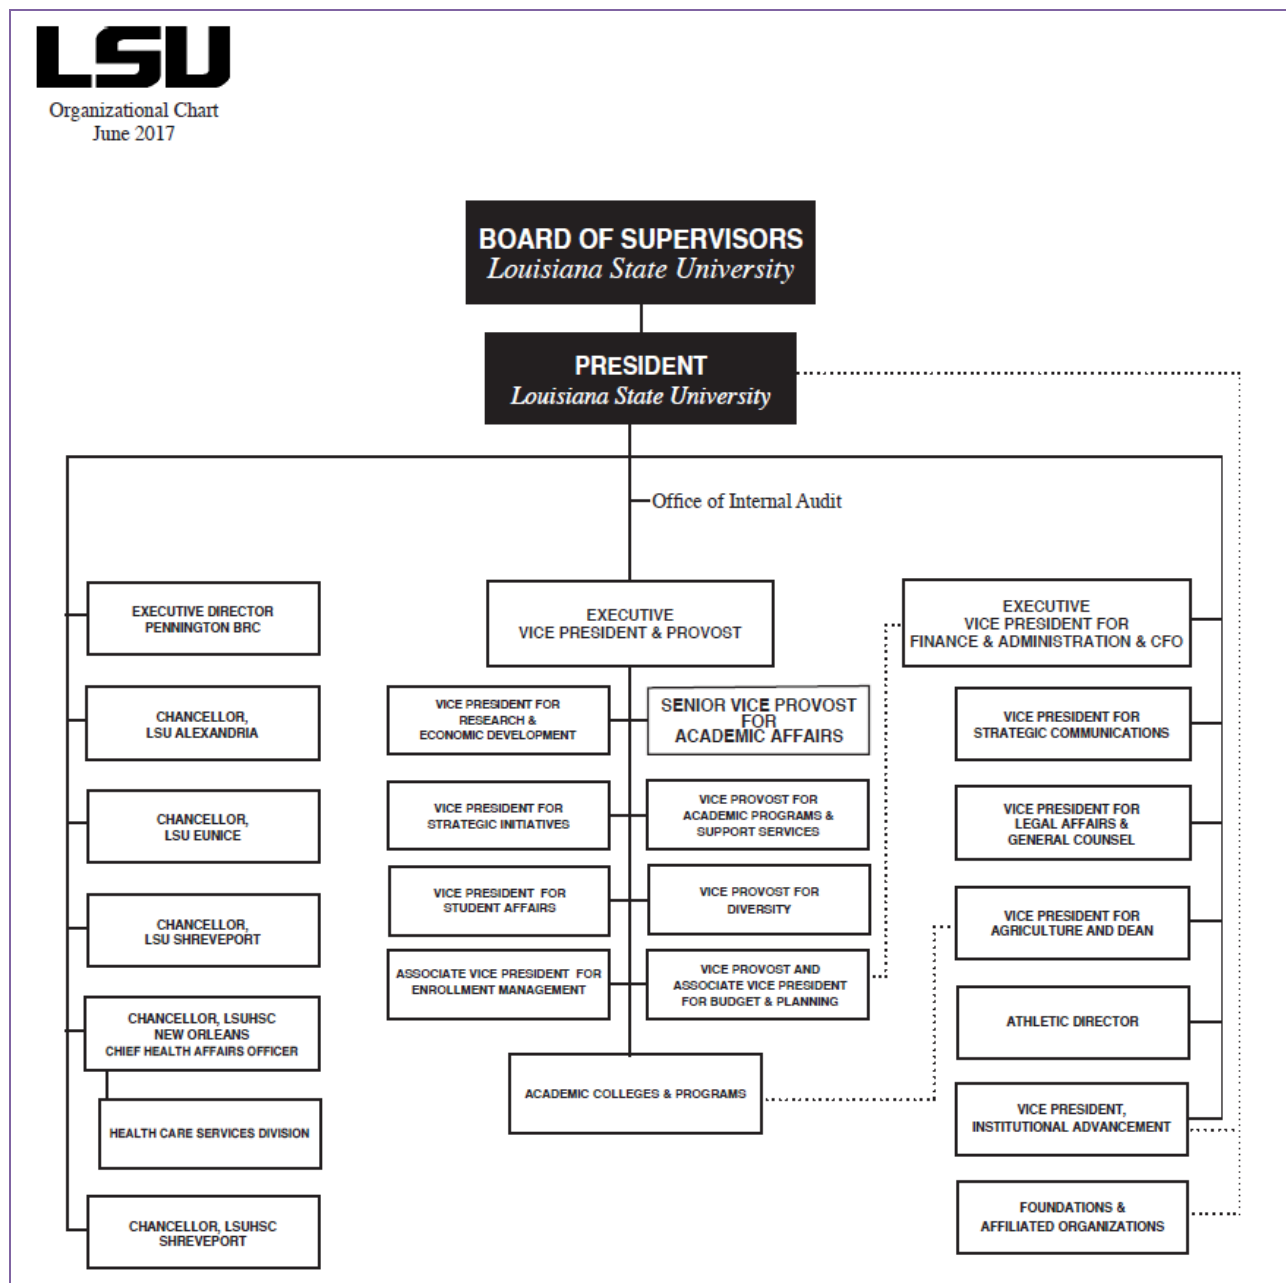 LSU
Organizational Chart
June 2017
BOARD OF SUPERVISORS
Louisiana State University
PRESIDENT
Louisiana State University
Office of Internal Audit
EXECUTIVE DIRECTOR
PENNINGTON BRC
CHANCELLOR,
LSU ALEXANDRIA
CHANCELLOR,
LSU EUNICE
CHANCELLOR,
LSU SHREVEPORT
CHANCELLOR, LSUHSC
NEW ORLEANS
CHIEF HEALTH AFFAIRS OFFICER
HEALTH CARE SERVICES DIVISION
CHANCELLOR, LSUHSC
SHREVEPORT
EXECUTIVE
VICE PRESIDENT & PROVOST
VICE PRESIDENT FOR
RESEARCH &
ECONOMIC DEVELOPMENT
SENIOR VICE PROVOST
FOR
ACADEMIC AFFAIRS
VICE PRESIDENT FOR
STRATEGIC INITIATIVES
VICE PROVOST FOR
ACADEMIC PROGRAMS &
SUPPORT SERVICES
VICE PRESIDENT FOR
STUDENT AFFAIRS
VICE PROVOST FOR
DIVERSITY
ASSOCIATE VICE PRESIDENT FOR
ENROLLMENT MANAGEMENT
VICE PROVOST AND
ASSOCIATE VICE PRESIDENT
FOR BUDGET & PLANNING
ACADEMIC COLLEGES & PROGRAMS
EXECUTIVE
VICE PRESIDENT FOR
FINANCE & ADMINISTRATION & CFO
VICE PRESIDENT FOR
STRATEGIC COMMUNICATIONS
VICE PRESIDENT FOR
LEGAL AFFAIRS &
GENERAL COUNSEL
VICE PRESIDENT FOR
AGRICULTURE AND DEAN
ATHLETIC DIRECTOR
VICE PRESIDENT,
INSTITUTIONAL ADVANCEMENT
FOUNDATIONS &
AFFILIATED ORGANIZATIONS